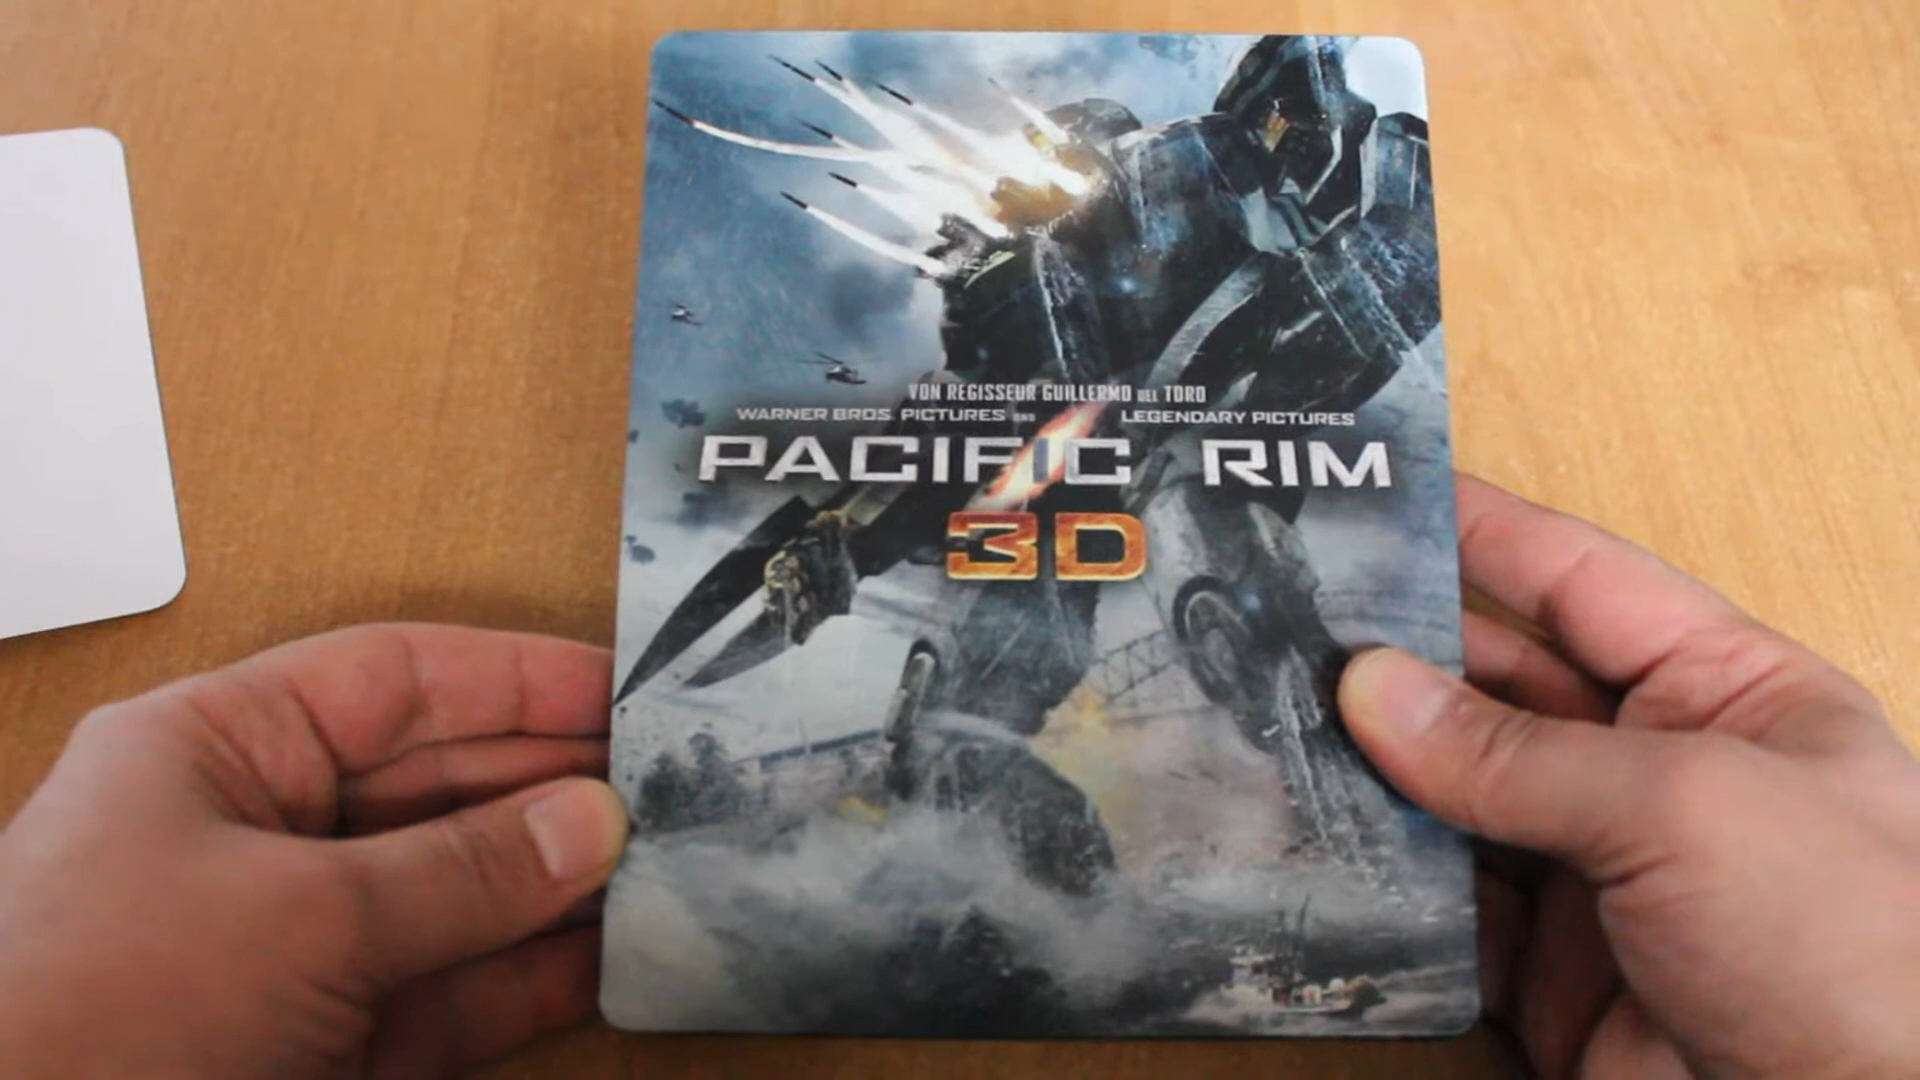 VON REGISSEUR GUILLERMO DEL TORO
WARNER BROS. PICTURES UND LEGENDARY PICTURES
PACIFIC RIM
3D